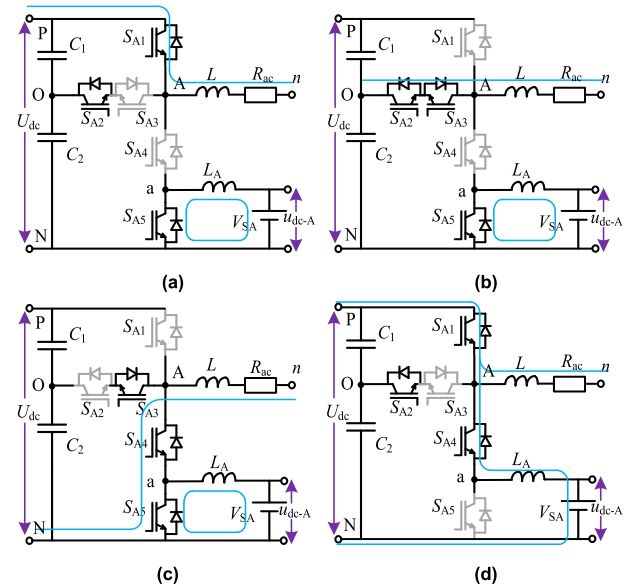 P
C1
SA1
O
A
L
Rac
n
Udc
SA2
SA3
C2
SA4
LA
a
SA5
VSA
udc-A
N
(a)
P
C1
SA1
O
A
L
Rac
n
Udc
SA2
SA3
C2
SA4
LA
a
SA5
VSA
udc-A
N
(b)
P
C1
SA1
O
A
L
Rac
n
Udc
SA2
SA3
C2
SA4
LA
a
SA5
VSA
udc-A
N
(c)
P
C1
SA1
O
A
L
Rac
n
Udc
SA2
SA3
C2
SA4
LA
a
SA5
VSA
udc-A
N
(d)